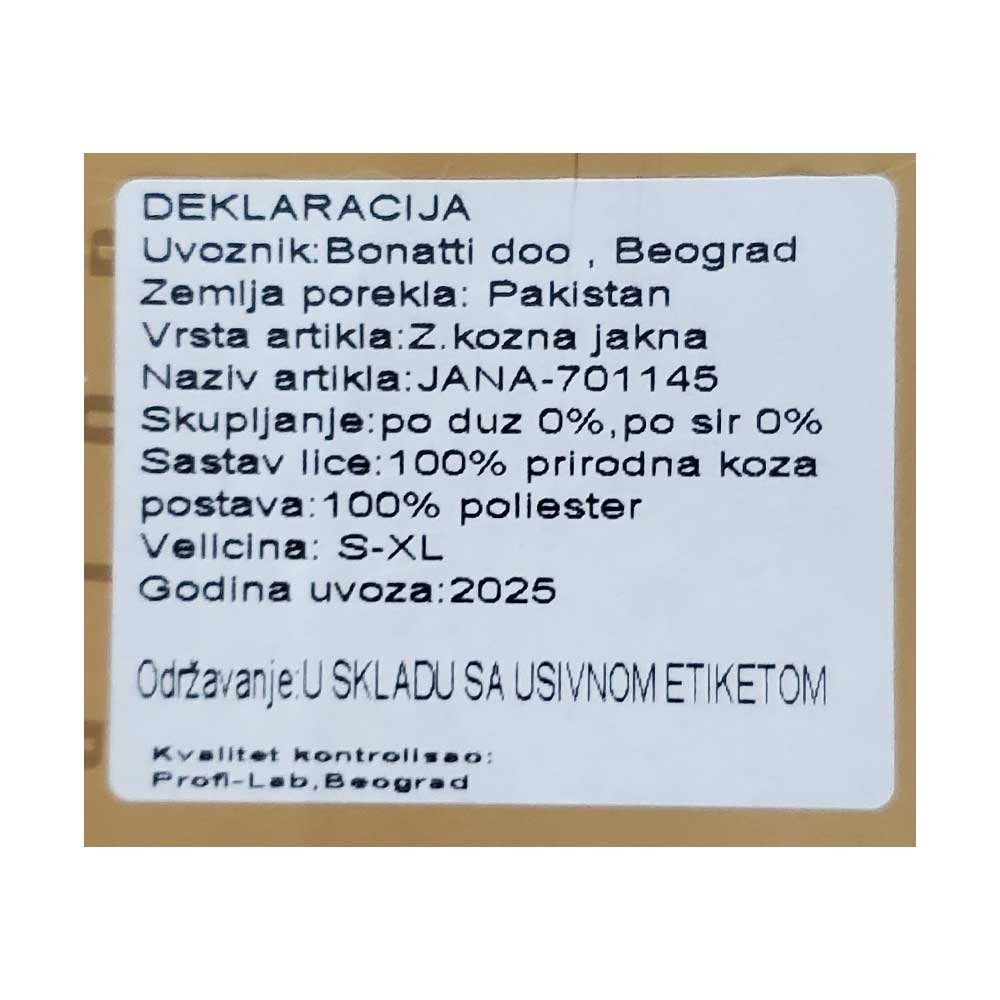 DEKLARACIJA
Uvoznik:Bonatti doo , Beograd
Zemlja porekla: Pakistan
Vrsta artikla:Z.kozna jakna
Naziv artikla:JANA-701145
Skupljanje:po duz 0%,po sir 0%
Sastav lice:100% prirodna koza
postava:100% poliester
Velicina: S-XL
Godina uvoza:2025
Održavanje:U SKLADU SA USIVNOM ETIKETOM
Kvalitet kontrolisao:
Profi-Lab,Beograd